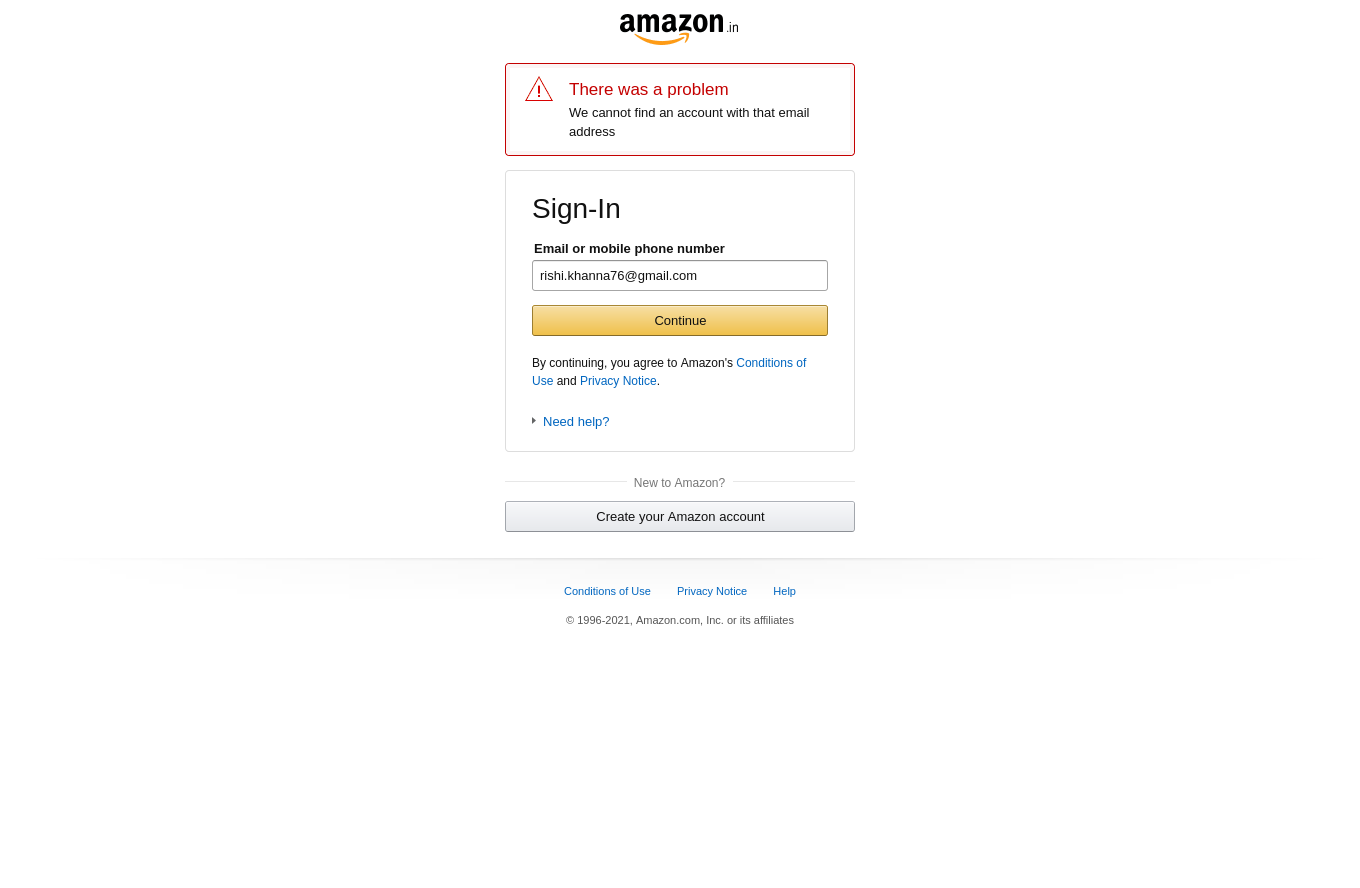 amazon.in
There was a problem
We cannot find an account with that email
address
Sign-In
Email or mobile phone number
rishi.khanna76@gmail.com
Continue
By continuing, you agree to Amazon's Conditions of
Use and Privacy Notice.
Need help?
New to Amazon?
Create your Amazon account
Conditions of Use Privacy Notice Help
© 1996-2021, Amazon.com, Inc. or its affiliates